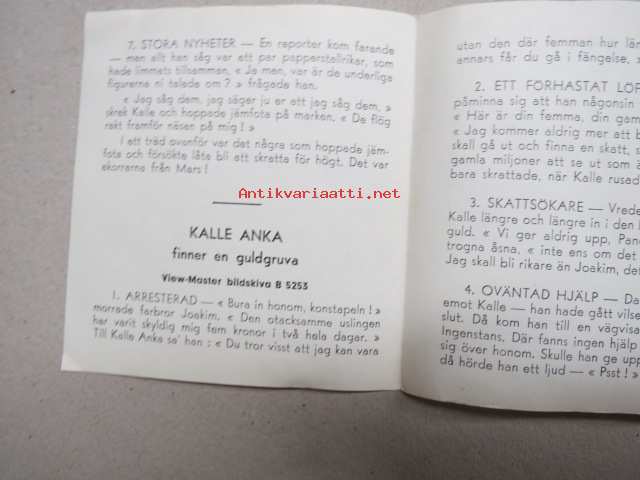 7. STORA NYHETER — En reporter kom farande
— men allt han såg var ett par papperstallrikar, som
hade limmats tillsamman. « Ja men, var är de underliga
figurerna ni talade om? » frågade han.
« Jag såg dem, jag säger ju er att jag såg dem, »
skrek Kalle och hoppade jämfota på marken. « De flög
rakt framför näsen på mig ! »
I ett träd ovanför var det några som hoppade jäm-
fota och försökte låta bli att skratta för högt. Det var
ekorrarna från Mars !
KALLE ANKA
finner en guldgruva
View-Master bildskiva B 5253
1. ARRESTERAD — « Bura in honom, konstapeln ! »
morrade farbror Joakim. « Den otacksamme uslingen
har varit skyldig mig fem kronor i två hela dagar. »
Till Kalle Anka sa' han : « Du tror visst att jag kan vara
utan den där femman hur län
annars får du gå i fängelse. »
2. ETT FÖRHASTAT LÖF
påminna sig att han någonsin
« Här är din femma, din gam
« Jag kommer aldrig mer att b
skall gå ut och finna en skatt, s
gamla miljoner att se ut som ä
bara skrattade, när Kalle rusad
3. SKATTSÖKARE — Vrede
Kalle längre och längre in i den
guld. « Vi ger aldrig upp, Pan
trogna åsna, « inte ens om det
Jag skall bli rikare än Joakim, de
4. OVÄNTAD HJÄLP — Da
emot Kalle — han hade gått vilse
slut. Då kom han till en vägvisa
Ingenstans. Där fanns ingen hjälp
sig över honom. Skulle han ge upp
då hörde han ett ljud — « Psst ! »
Antikvariaatti.net